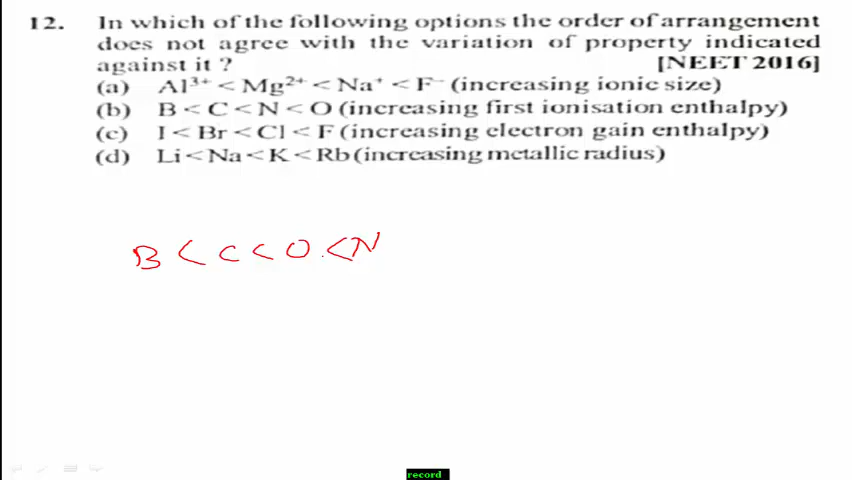 12. In which of the following options the order of arrangement
does not agree with the variation of property indicated
against it ? [NEET 2016]
(a) Al³⁺ < Mg²⁺ < Na⁺ < F⁻ (increasing ionic size)
(b) B < C < N < O (increasing first ionisation enthalpy)
(c) I < Br < Cl < F (increasing electron gain enthalpy)
(d) Li < Na < K < Rb (increasing metallic radius)
B < C < O < N
record